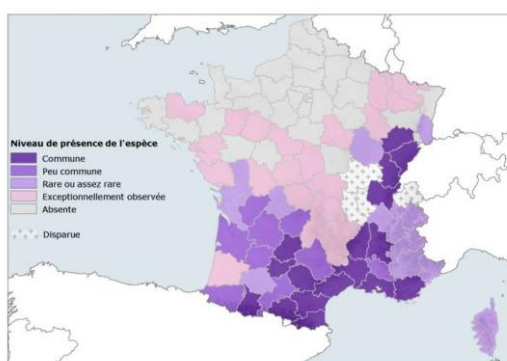 Niveau de présence de l'espèce
Commune
Peu commune
Rare ou assez rare
Exceptionnellement observée
Absente
Disparue